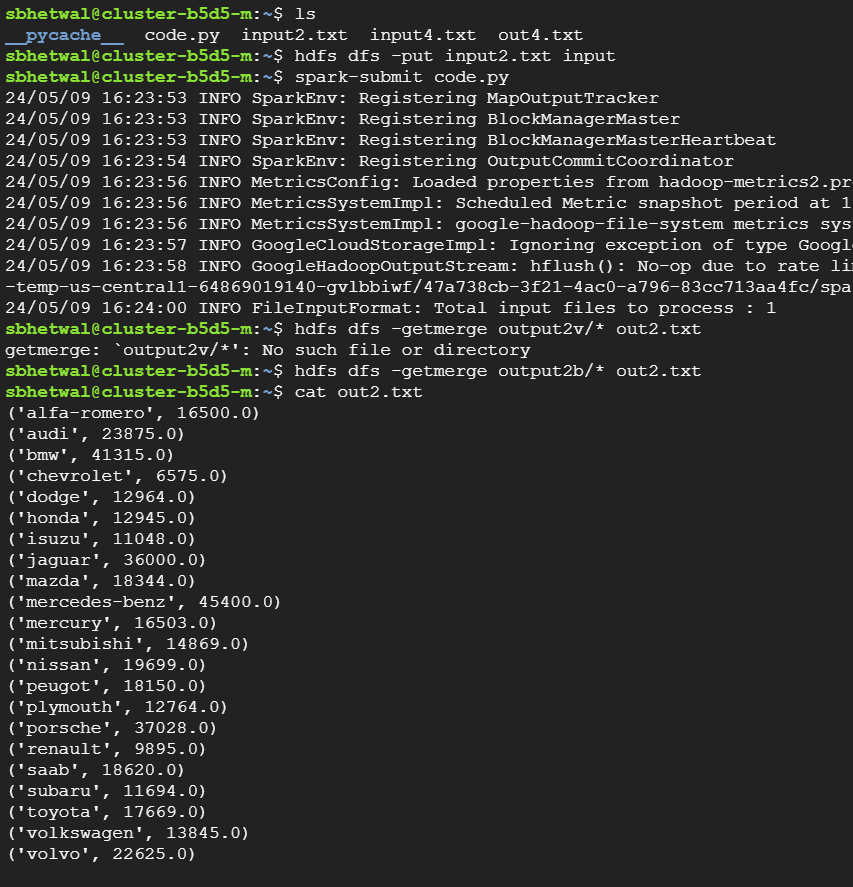 sbhetwal@cluster-b5d5-m:~$ ls
__pycache__  code.py  input2.txt  input4.txt  out4.txt
sbhetwal@cluster-b5d5-m:~$ hdfs dfs -put input2.txt input
sbhetwal@cluster-b5d5-m:~$ spark-submit code.py
24/05/09 16:23:53 INFO SparkEnv: Registering MapOutputTracker
24/05/09 16:23:53 INFO SparkEnv: Registering BlockManagerMaster
24/05/09 16:23:53 INFO SparkEnv: Registering BlockManagerMasterHeartbeat
24/05/09 16:23:54 INFO SparkEnv: Registering OutputCommitCoordinator
24/05/09 16:23:56 INFO MetricsConfig: Loaded properties from hadoop-metrics2.pr
24/05/09 16:23:56 INFO MetricsSystemImpl: Scheduled Metric snapshot period at 1
24/05/09 16:23:56 INFO MetricsSystemImpl: google-hadoop-file-system metrics sys
24/05/09 16:23:57 INFO GoogleCloudStorageImpl: Ignoring exception of type Googl
24/05/09 16:23:58 INFO GoogleHadoopOutputStream: hflush(): No-op due to rate li
-temp-us-central1-64869019140-gvlbbiwf/47a738cb-3f21-4ac0-a796-83cc713aa4fc/spa
24/05/09 16:24:00 INFO FileInputFormat: Total input files to process : 1
sbhetwal@cluster-b5d5-m:~$ hdfs dfs -getmerge output2v/* out2.txt
getmerge: `output2v/*': No such file or directory
sbhetwal@cluster-b5d5-m:~$ hdfs dfs -getmerge output2b/* out2.txt
sbhetwal@cluster-b5d5-m:~$ cat out2.txt
('alfa-romero', 16500.0)
('audi', 23875.0)
('bmw', 41315.0)
('chevrolet', 6575.0)
('dodge', 12964.0)
('honda', 12945.0)
('isuzu', 11048.0)
('jaguar', 36000.0)
('mazda', 18344.0)
('mercedes-benz', 45400.0)
('mercury', 16503.0)
('mitsubishi', 14869.0)
('nissan', 19699.0)
('peugot', 18150.0)
('plymouth', 12764.0)
('porsche', 37028.0)
('renault', 9895.0)
('saab', 18620.0)
('subaru', 11694.0)
('toyota', 17669.0)
('volkswagen', 13845.0)
('volvo', 22625.0)